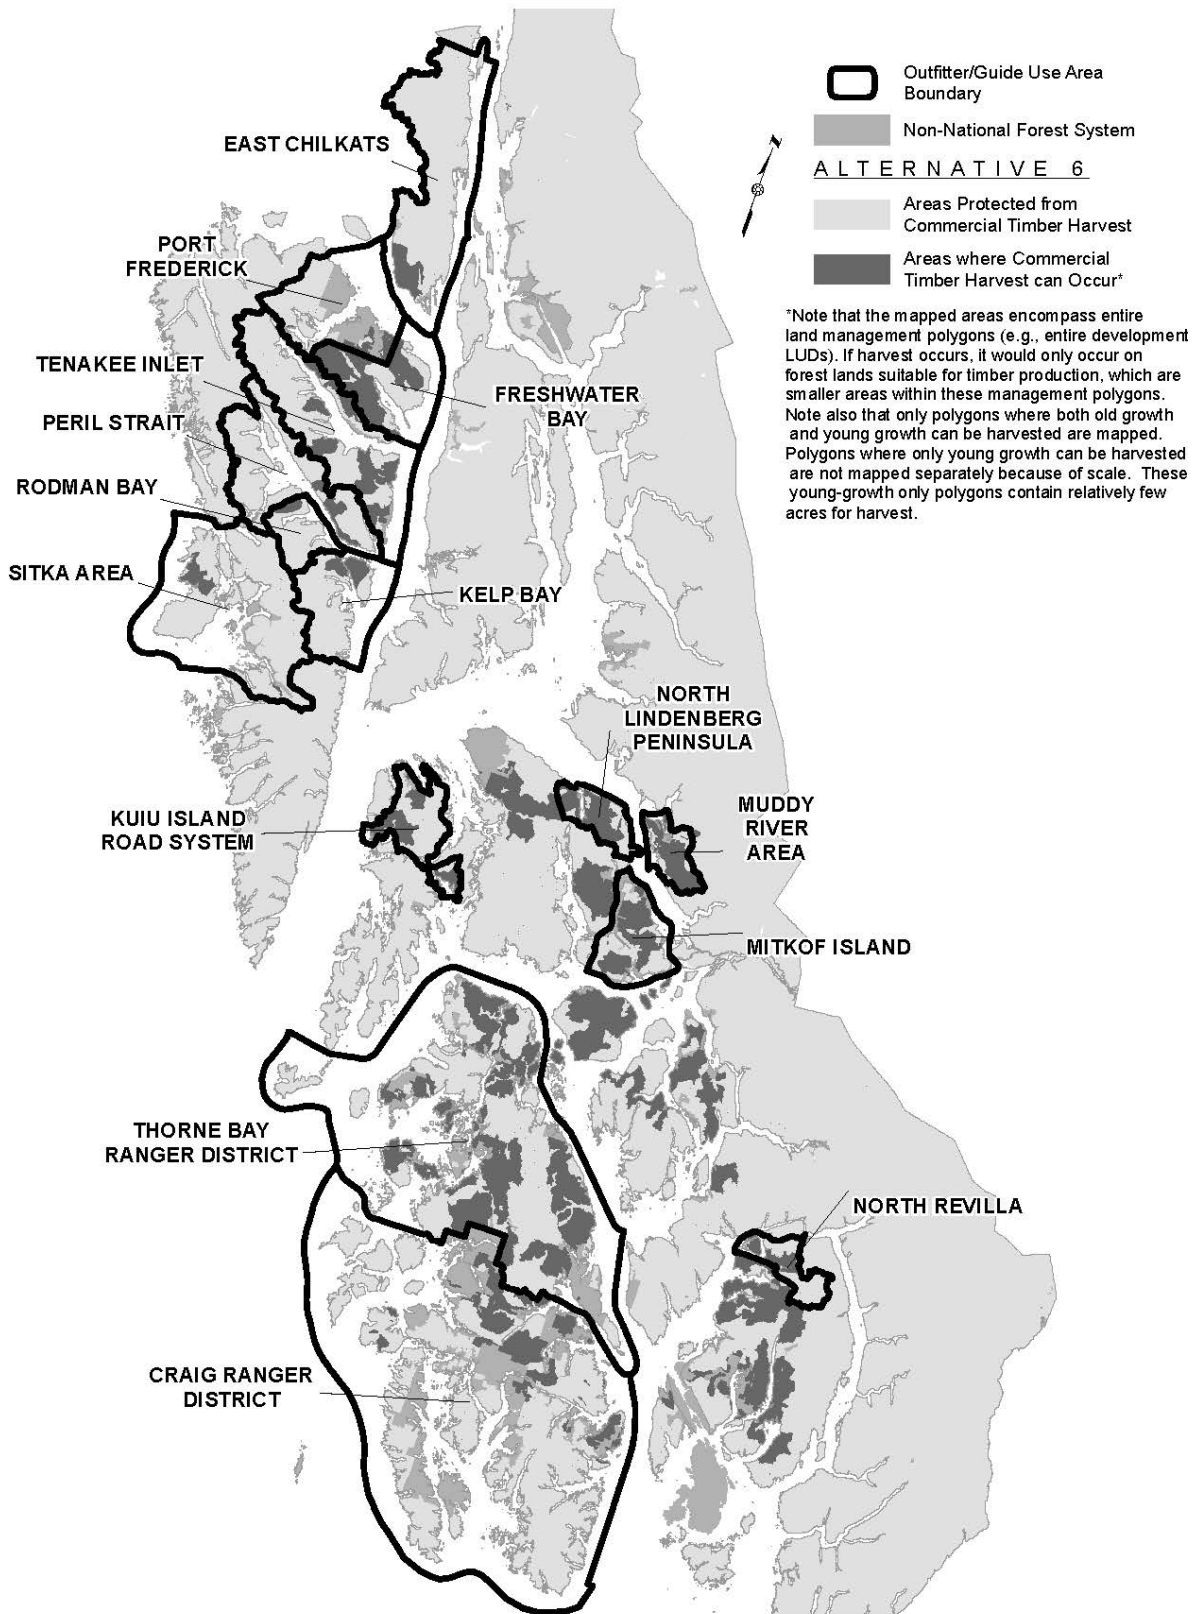 Outfitter/Guide Use Area
Boundary
Non-National Forest System
ALTERNATIVE 6
Areas Protected from
Commercial Timber Harvest
Areas where Commercial
Timber Harvest can Occur*
*Note that the mapped areas encompass entire
land management polygons (e.g., entire development
LUDs). If harvest occurs, it would only occur on
forest lands suitable for timber production, which are
smaller areas within these management polygons.
Note also that only polygons where both old growth
and young growth can be harvested are mapped.
Polygons where only young growth can be harvested
are not mapped separately because of scale. These
young-growth only polygons contain relatively few
acres for harvest.
N
EAST CHILKATS
PORT
FREDERICK
TENAKEE INLET
FRESHWATER
BAY
PERIL STRAIT
RODMAN BAY
SITKA AREA
KELP BAY
NORTH
LINDENBERG
PENINSULA
KUIU ISLAND
ROAD SYSTEM
MUDDY
RIVER
AREA
MITKOF ISLAND
THORNE BAY
RANGER DISTRICT
NORTH REVILLA
CRAIG RANGER
DISTRICT